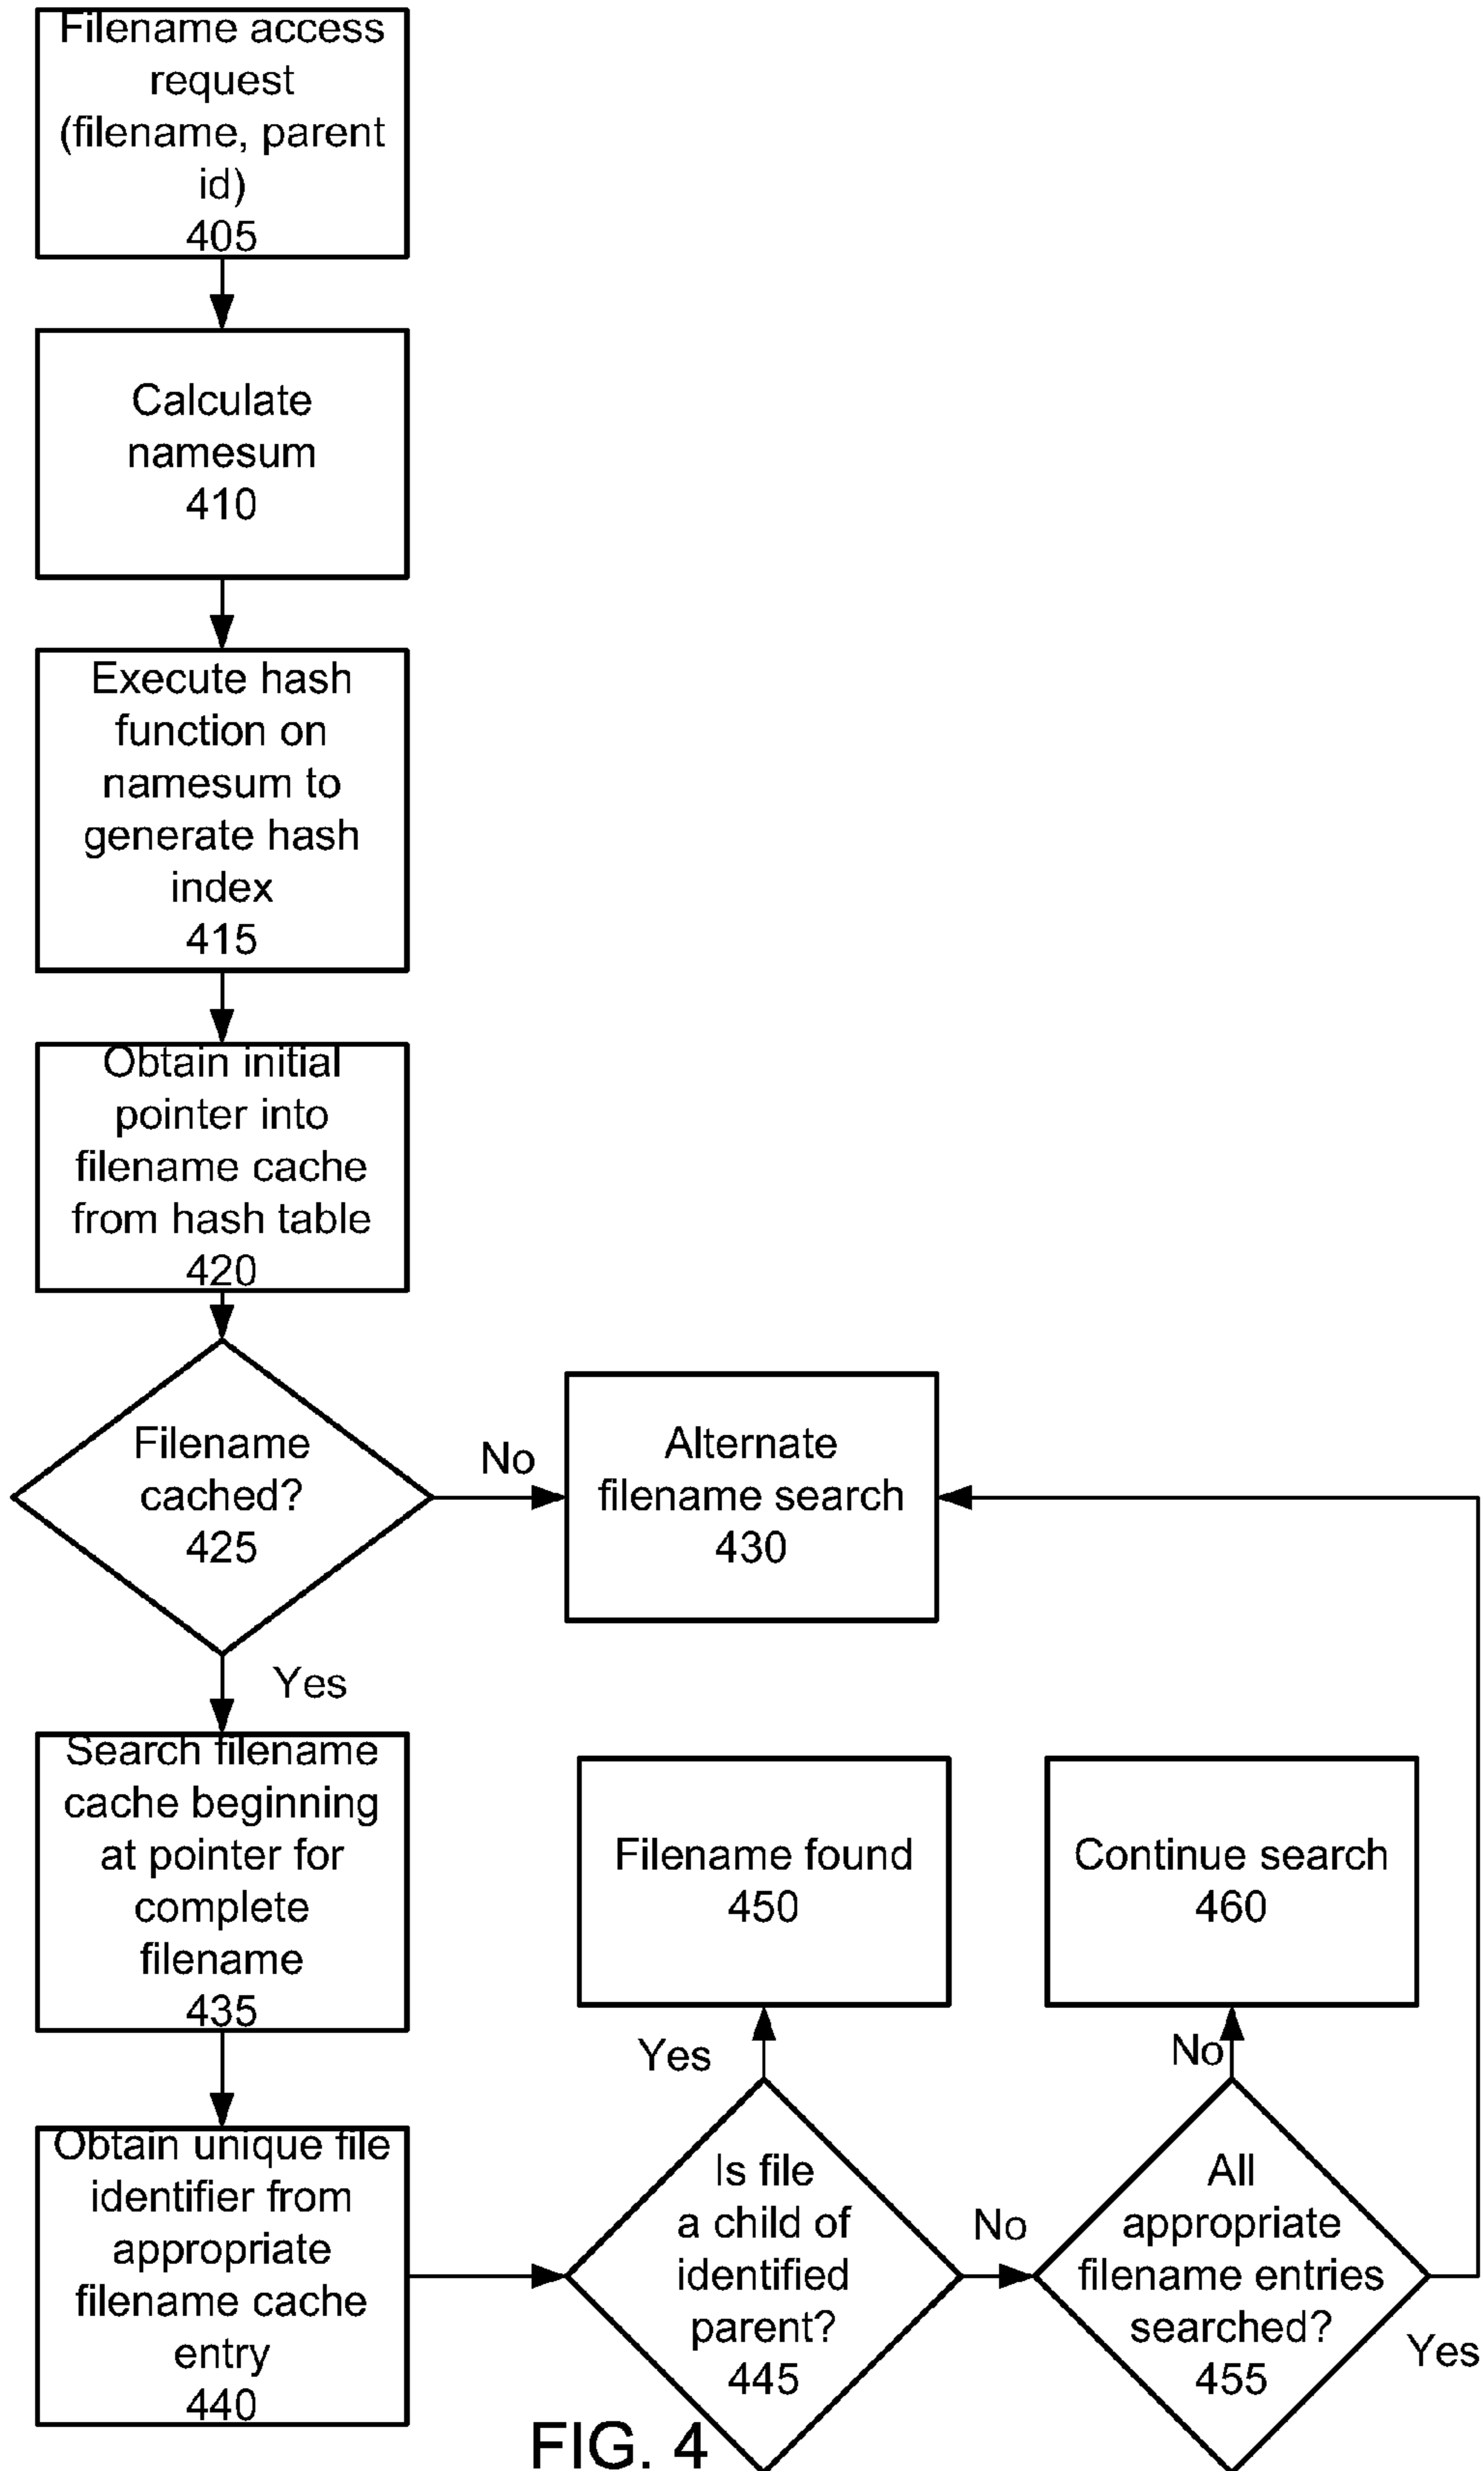 Filename access
request
(filename, parent
id)
405
Calculate
namesum
410
Execute hash
function on
namesum to
generate hash
index
415
Obtain initial
pointer into
filename cache
from hash table
420
Filename
cached?
425
No
Alternate
filename search
430
Yes
Search filename
cache beginning
at pointer for
complete
filename
435
Obtain unique file
identifier from
appropriate
filename cache
entry
440
Is file
a child of
identified
parent?
445
Yes
Filename found
450
No
All
appropriate
filename entries
searched?
455
No
Continue search
460
Yes
FIG. 4